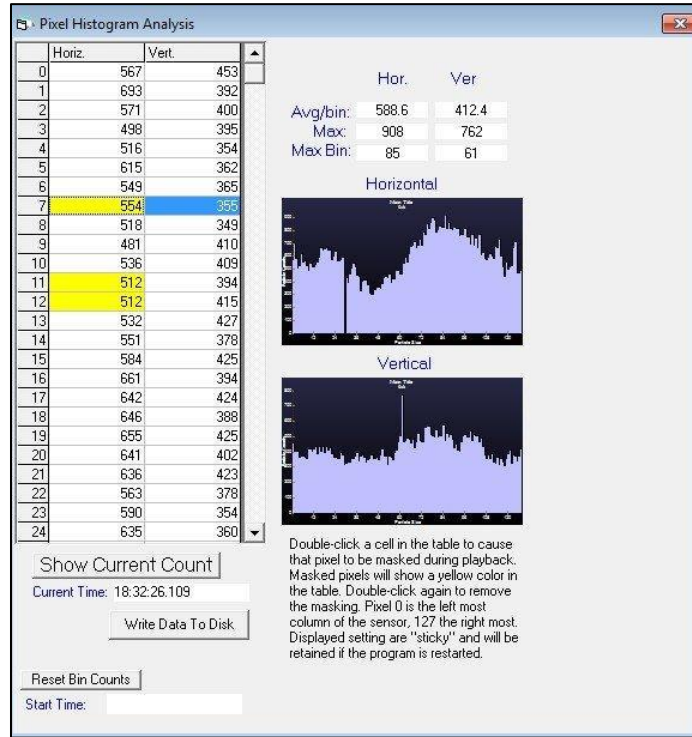 Pixel Histogram Analysis
Horiz. Vert.
0 567 453
1 693 392
2 571 400
3 498 395
4 516 354
5 615 362
6 549 365
7 554 355
8 518 349
9 481 410
10 536 409
11 512 394
12 512 415
13 532 427
14 551 378
15 584 425
16 661 394
17 642 424
18 646 388
19 655 425
20 641 402
21 636 423
22 563 378
23 590 354
24 635 360
Show Current Count
Current Time: 18:32:26.109
Write Data To Disk
Reset Bin Counts
Start Time:
Hor. Ver
Avg/bin: 588.6 412.4
Max: 908 762
Max Bin: 85 61
Horizontal
Main Title
Particle Size
Vertical
Main Title
Particle Size
Double-click a cell in the table to cause
that pixel to be masked during playback.
Masked pixels will show a yellow color in
the table. Double-click again to remove
the masking. Pixel 0 is the left most
column of the sensor, 127 the right most.
Displayed setting are "sticky" and will be
retained if the program is restarted.